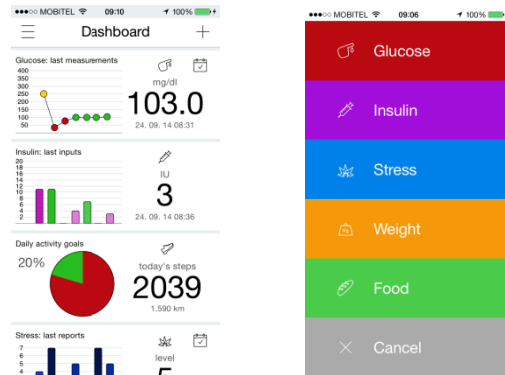 ●●●○○ MOBITEL 09:10 100%
Dashboard
Glucose: last measurements
400
350
300
250
200
150
100
50
mg/dl
103.0
24. 09. 14 08:31
Insulin: last inputs
20
18
16
14
12
10
8
6
4
2
IU
3
24. 09. 14 08:36
Daily activity goals
20%
today's steps
2039
1.590 km
Stress: last reports
7
6
5
4
level
●●●○○ MOBITEL 09:06 100%
Glucose
Insulin
Stress
Weight
Food
Cancel